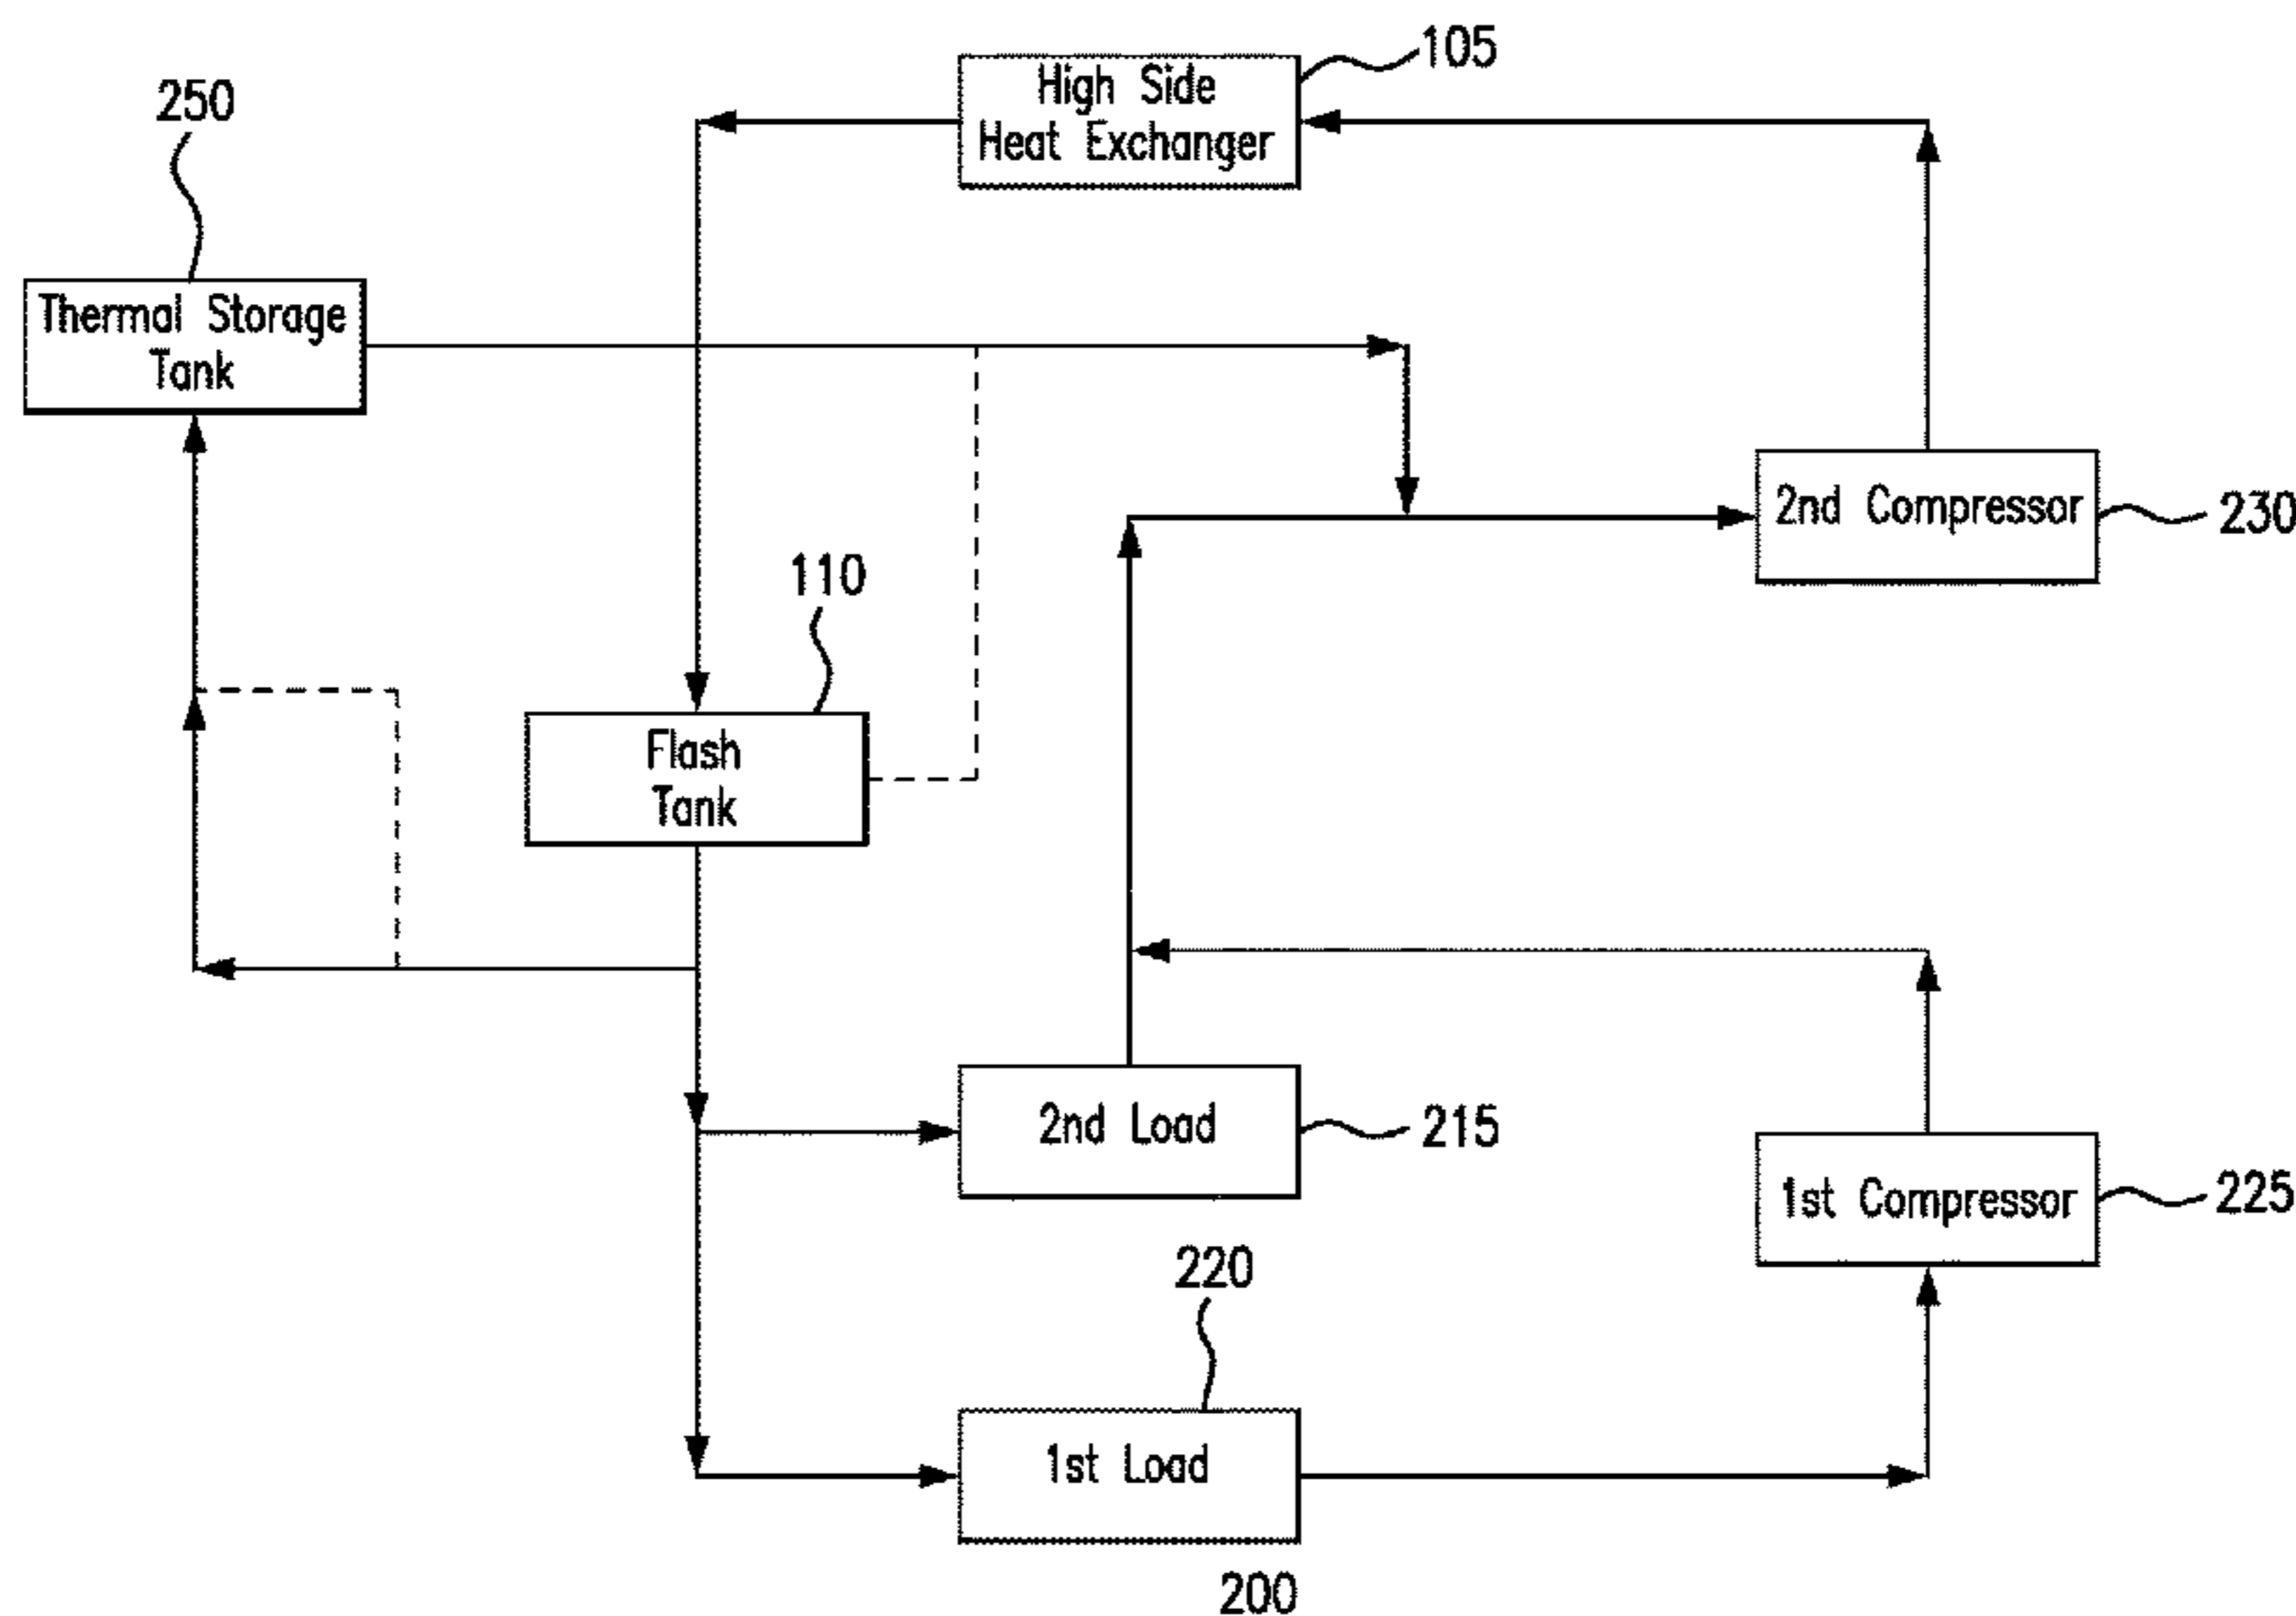 105
High Side
Heat Exchanger
250
Thermal Storage
Tank
2nd Compressor
230
110
Flash
Tank
2nd Load
215
1st Compressor
225
220
1st Load
200